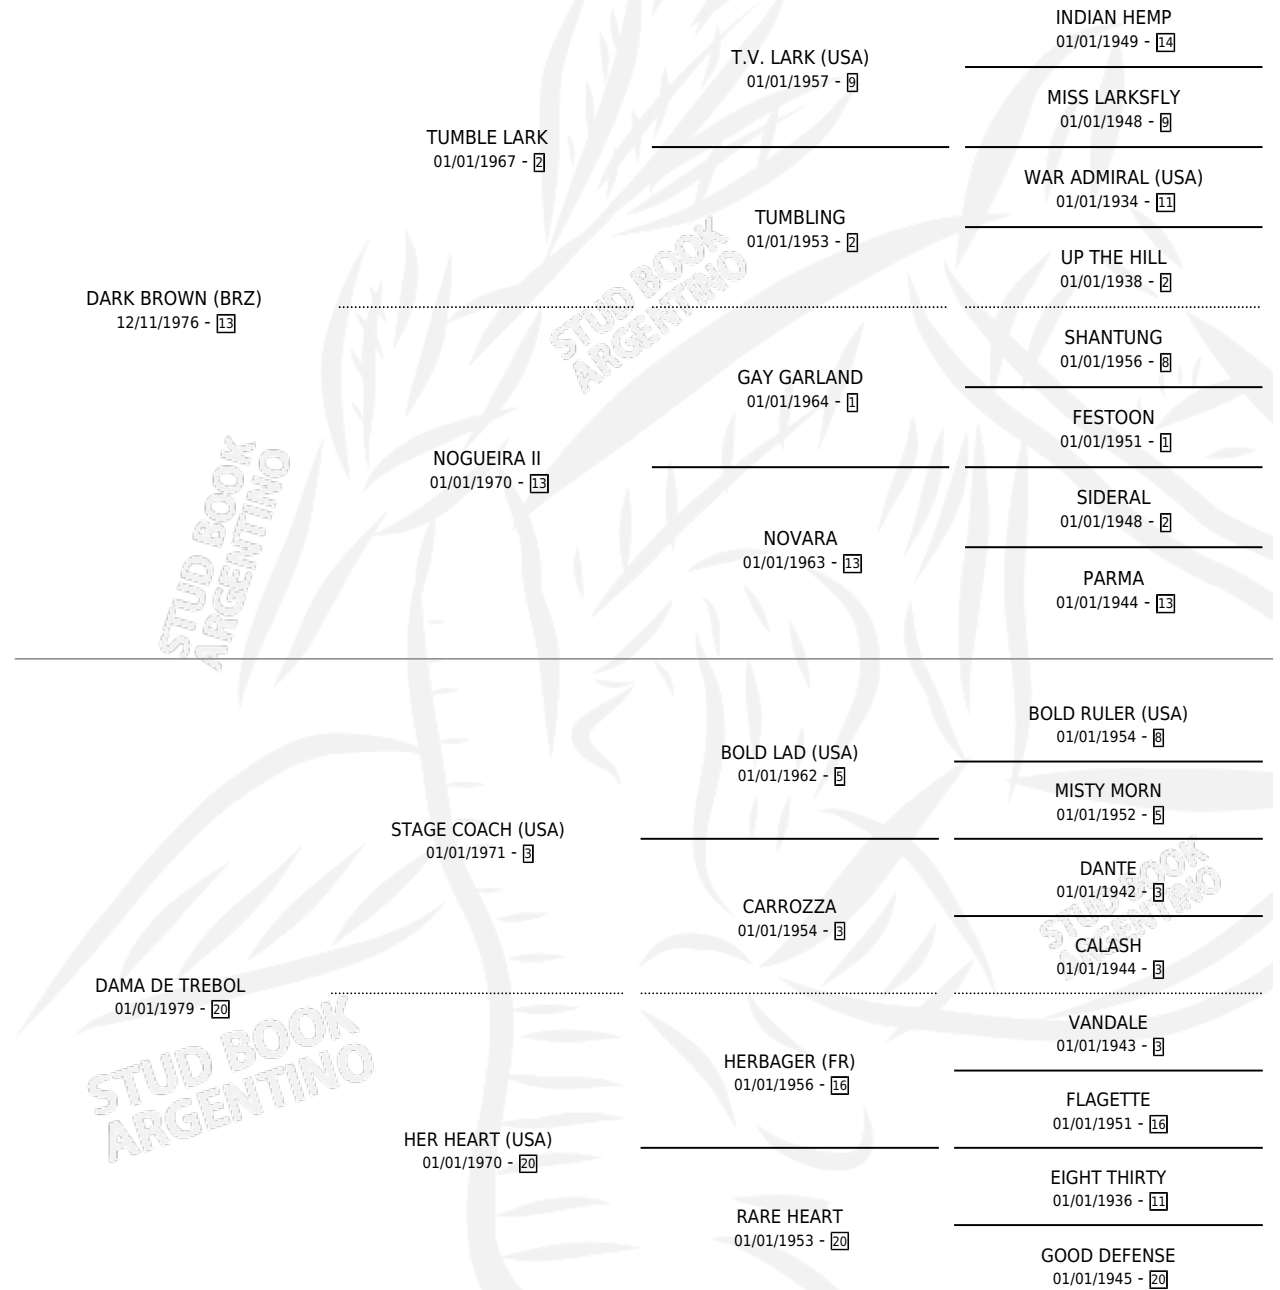 INDIAN HEMP
01/01/1949 - 14
T.V. LARK (USA)
01/01/1957 - 9
MISS LARKSFLY
01/01/1948 - 9
TUMBLE LARK
01/01/1967 - 2
WAR ADMIRAL (USA)
01/01/1934 - 11
TUMBLING
01/01/1953 - 2
UP THE HILL
01/01/1938 - 2
DARK BROWN (BRZ)
12/11/1976 - 13
SHANTUNG
01/01/1956 - 8
GAY GARLAND
01/01/1964 - 1
FESTOON
01/01/1951 - 1
NOGUEIRA II
01/01/1970 - 13
SIDERAL
01/01/1948 - 2
NOVARA
01/01/1963 - 13
PARMA
01/01/1944 - 13
BOLD RULER (USA)
01/01/1954 - 8
BOLD LAD (USA)
01/01/1962 - 5
MISTY MORN
01/01/1952 - 5
STAGE COACH (USA)
01/01/1971 - 3
DANTE
01/01/1942 - 3
CARROZZA
01/01/1954 - 3
CALASH
01/01/1944 - 3
DAMA DE TREBOL
01/01/1979 - 20
VANDALE
01/01/1943 - 3
HERBAGER (FR)
01/01/1956 - 16
FLAGETTE
01/01/1951 - 16
HER HEART (USA)
01/01/1970 - 20
EIGHT THIRTY
01/01/1936 - 11
RARE HEART
01/01/1953 - 20
GOOD DEFENSE
01/01/1945 - 20
STUD BOOK
ARGENTINO
STUD BOOK
ARGENTINO
STUD BOOK
ARGENTINO
STUD BOOK
ARGENTINO